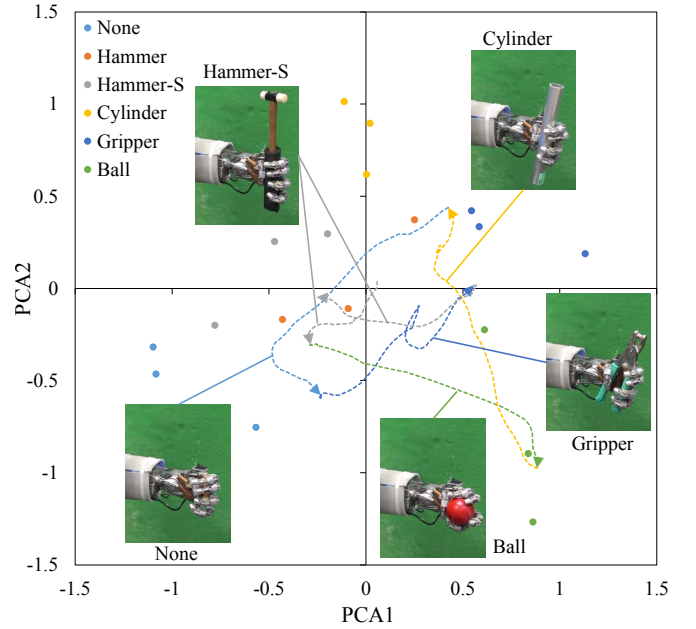 1.5
1
0.5
0
-0.5
-1
-1.5
PCA2
None
Hammer
Hammer-S
Cylinder
Gripper
Ball
Hammer-S
Cylinder
Gripper
Ball
None
-1.5
-1
-0.5
0
0.5
1
1.5
PCA1